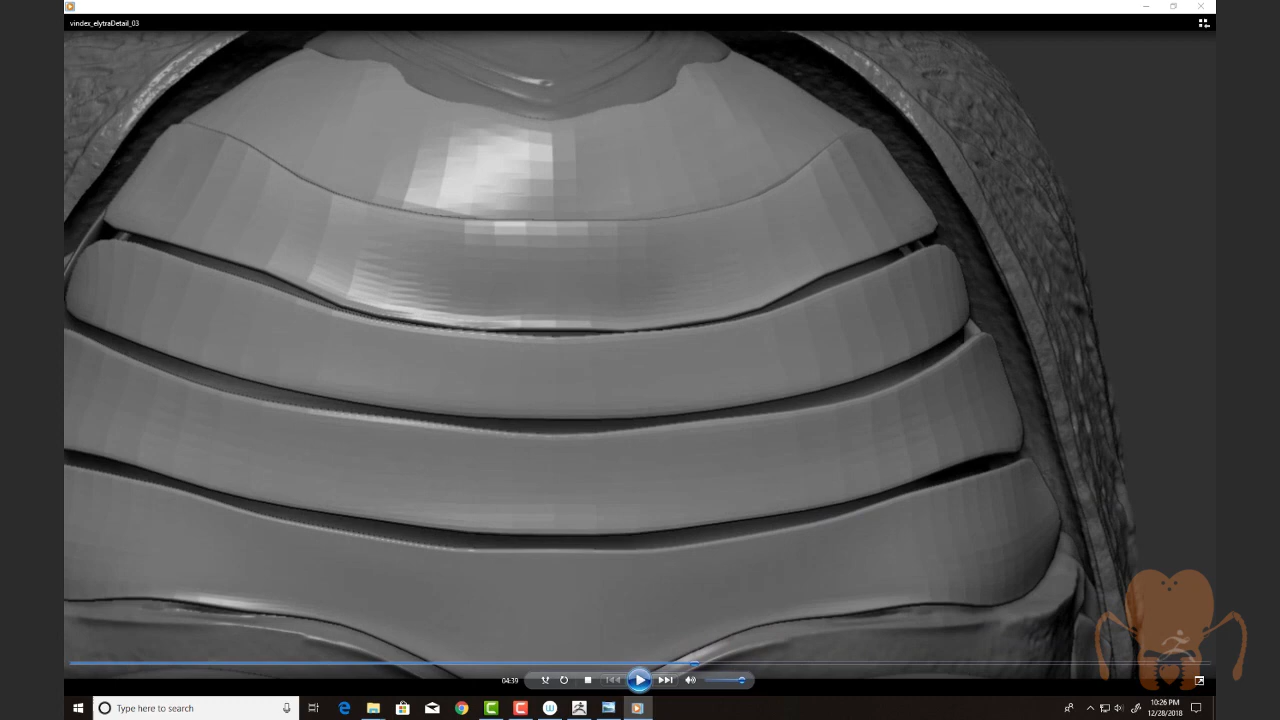 vindex_elytraDetail_03
04:39
Type here to search
10:26 PM
12/28/2018